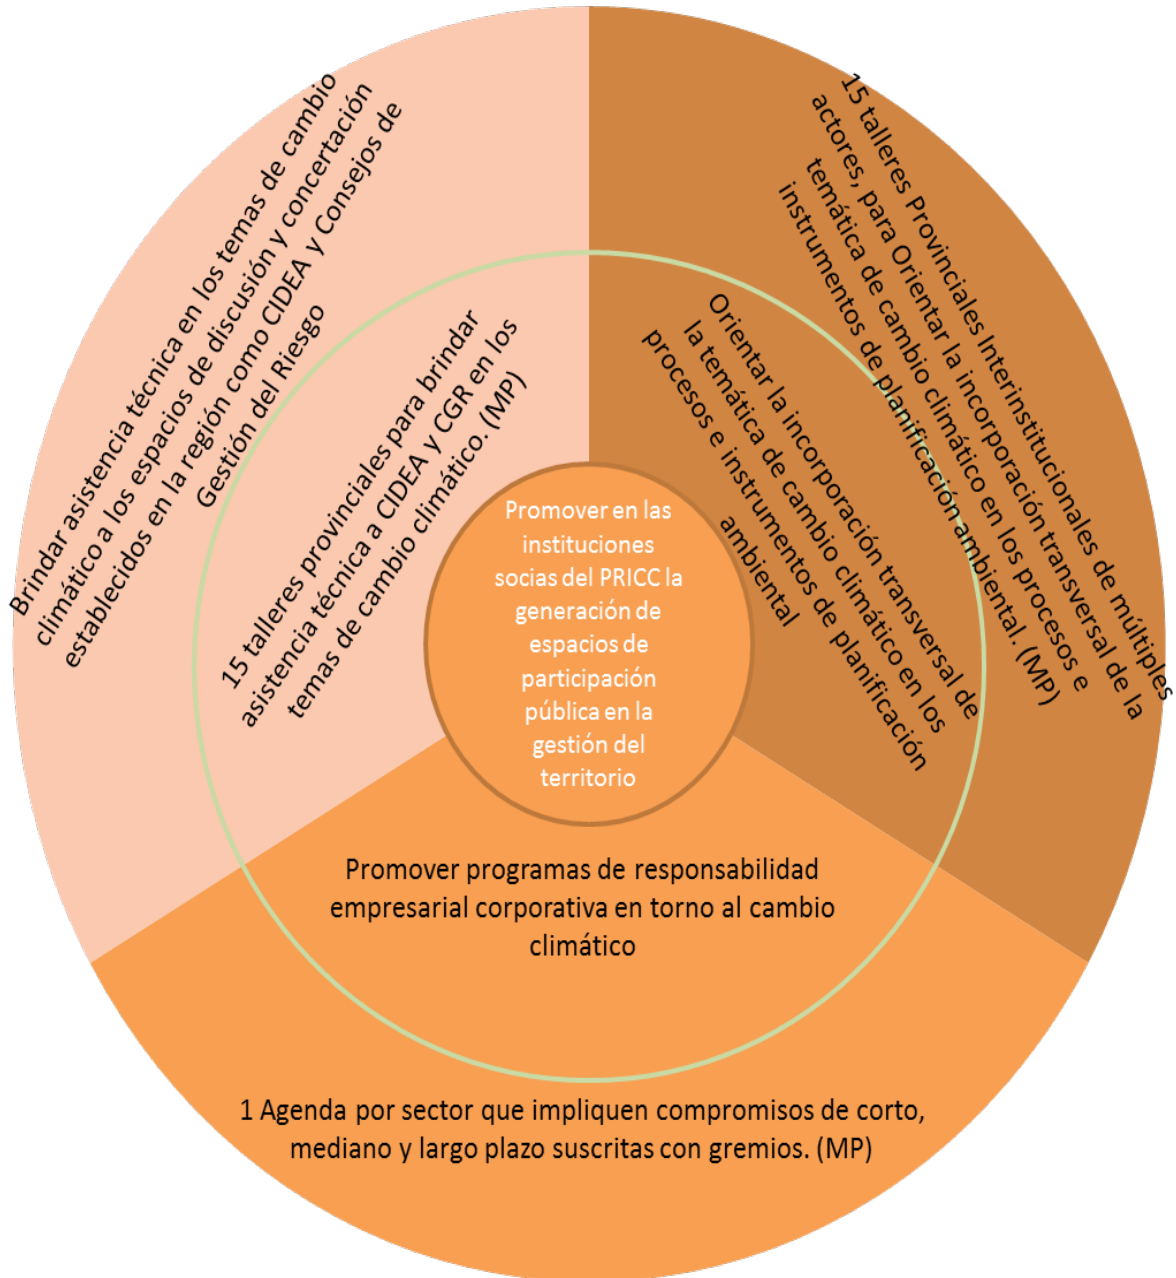 Brindar asistencia técnica en los temas de cambio
climático a los espacios de discusión y concertación
establecidos en la región como CIDEA y Consejos de
Gestión del Riesgo
15 talleres provinciales para brindar
asistencia técnica a CIDEA y CGR en los
temas de cambio climático. (MP)
15 talleres Provinciales Interinstitucionales de múltiples
actores, para Orientar la incorporación transversal de la
temática de cambio climático en los procesos e
instrumentos de planificación ambiental. (MP)
Orientar la incorporación transversal de
la temática de cambio climático en los
procesos e instrumentos de planificación
ambiental
Promover en las
instituciones
socias del PRICC la
generación de
espacios de
participación
pública en la
gestión del
territorio
Promover programas de responsabilidad
empresarial corporativa en torno al cambio
climático
1 Agenda por sector que impliquen compromisos de corto,
mediano y largo plazo suscritas con gremios. (MP)